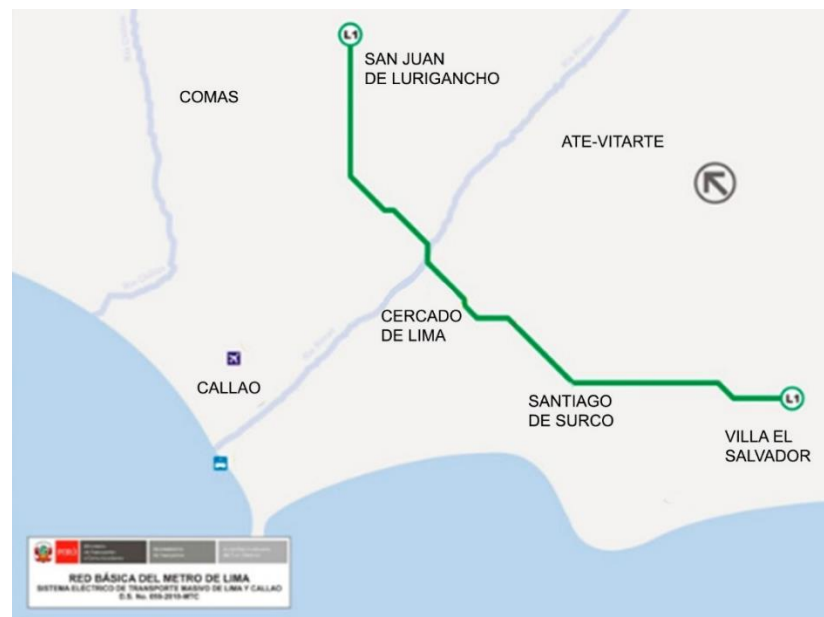 L1
SAN JUAN
DE LURIGANCHO
COMAS
ATE-VITARTE
CERCADO
DE LIMA
CALLAO
SANTIAGO
DE SURCO
L1
VILLA EL
SALVADOR
PERÚ
RED BÁSICA DEL METRO DE LIMA
SISTEMA ELÉCTRICO DE TRANSPORTE MASIVO DE LIMA Y CALLAO